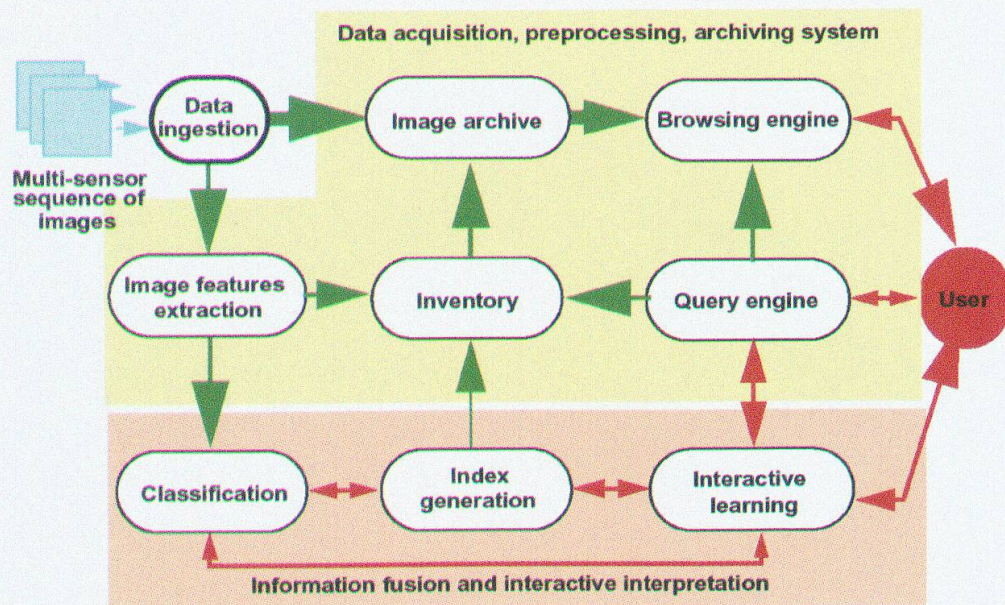 Data acquisition, preprocessing, archiving system
Data
ingestion
Image archive
Browsing engine
Multi-sensor
sequence of
images
Image features
extraction
Inventory
Query engine
User
Classification
Index
generation
Interactive
learning
Information fusion and interactive interpretation